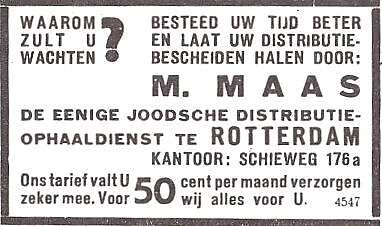 WAAROM
ZULT U
WACHTEN ?
BESTEED UW TIJD BETER
EN LAAT UW DISTRIBUTIE-
BESCHEIDEN HALEN DOOR:
M. MAAS
DE EENIGE JOODSCHE DISTRIBUTIE-
OPHAALDIENST TE ROTTERDAM
KANTOOR: SCHIEWEG 176a
Ons tarief valt U 50 cent per maand verzorgen
zeker mee. Voor wij alles voor U. 4547